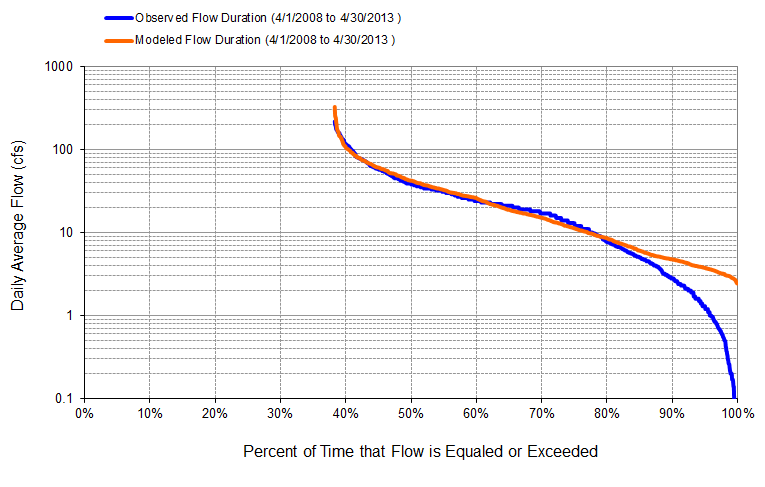 Observed Flow Duration (4/1/2008 to 4/30/2013 )
Modeled Flow Duration (4/1/2008 to 4/30/2013 )
1000
100
10
1
0.1
Daily Average Flow (cfs)
0% 10% 20% 30% 40% 50% 60% 70% 80% 90% 100%
Percent of Time that Flow is Equaled or Exceeded